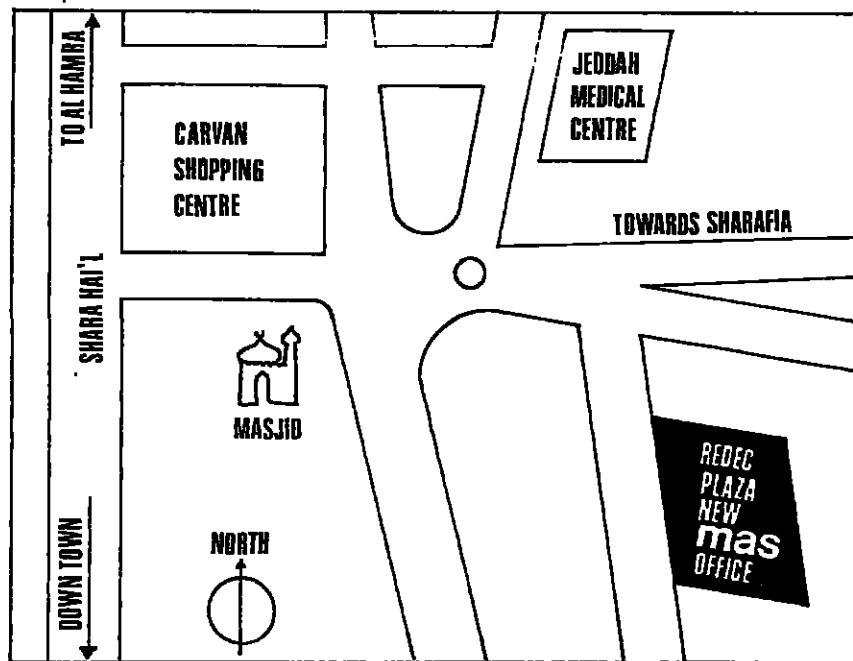 TO AL HAMRA
JEDDAH
MEDICAL
CENTRE
CARVAN
SHOPPING
CENTRE
TOWARDS SHARAFIA
SHARA HAI'L
MASJID
REDEC
PLAZA
NEW
mas
OFFICE
NORTH
DOWN TOWN